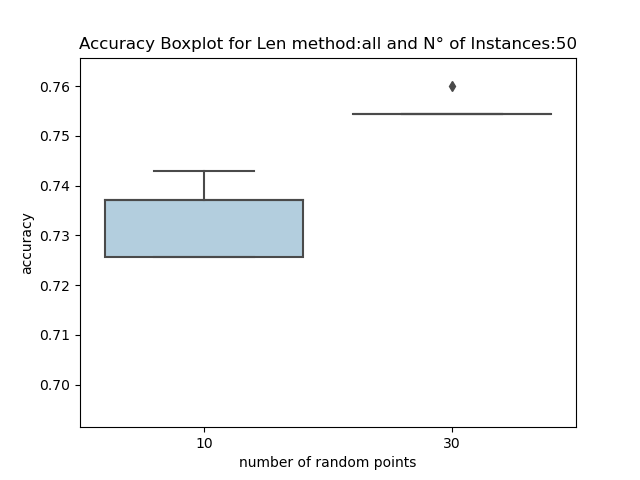 Accuracy Boxplot for Len method:all and N° of Instances:50
0.76
0.75
0.74
0.73
0.72
0.71
0.70
accuracy
10 30
number of random points